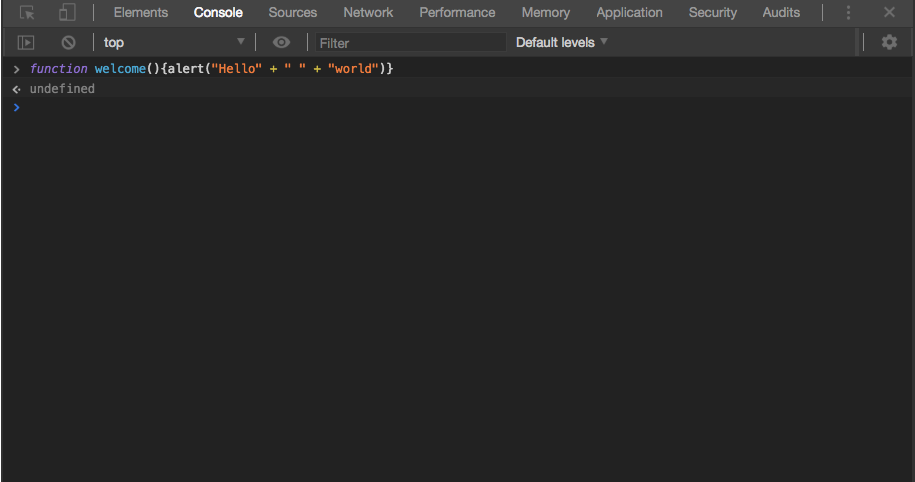 Elements Console Sources Network Performance Memory Application Security Audits
top Filter Default levels
function welcome(){alert("Hello" + " " + "world")}
undefined